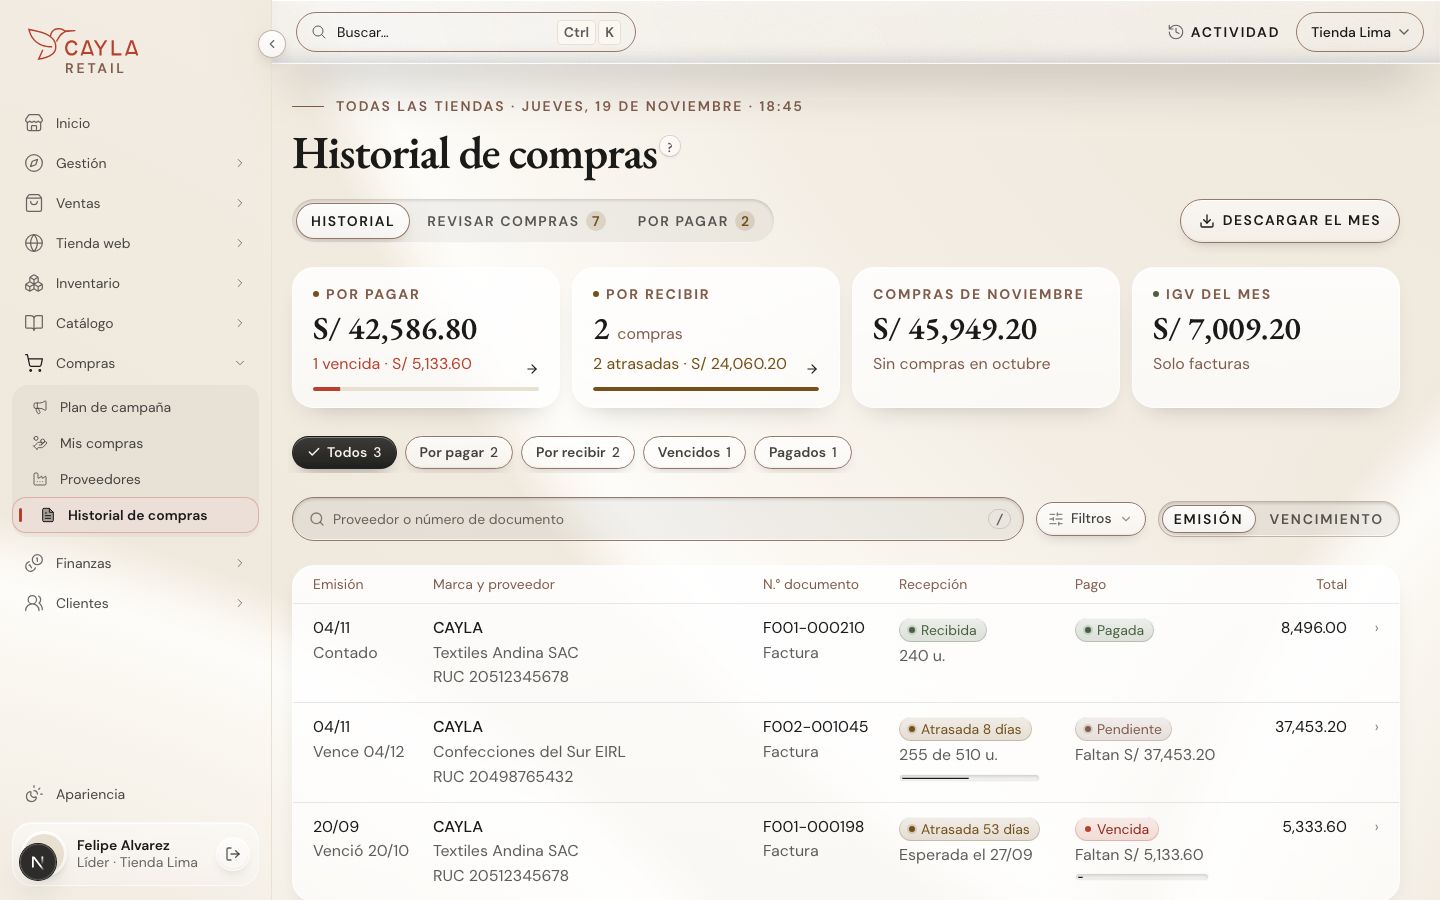 CAYLA
RETAIL
Buscar...
Ctrl K
ACTIVIDAD
Tienda Lima
Inicio
Gestión
Ventas
Tienda web
Inventario
Catálogo
Compras
Plan de campaña
Mis compras
Proveedores
Historial de compras
Finanzas
Clientes
Apariencia
N
Felipe Alvarez
Líder · Tienda Lima
TODAS LAS TIENDAS · JUEVES, 19 DE NOVIEMBRE · 18:45
Historial de compras ?
HISTORIAL REVISAR COMPRAS 7 POR PAGAR 2
DESCARGAR EL MES
POR PAGAR
S/ 42,586.80
1 vencida · S/ 5,133.60
POR RECIBIR
2 compras
2 atrasadas · S/ 24,060.20
COMPRAS DE NOVIEMBRE
S/ 45,949.20
Sin compras en octubre
IGV DEL MES
S/ 7,009.20
Solo facturas
Todos 3 Por pagar 2 Por recibir 2 Vencidos 1 Pagados 1
Proveedor o número de documento /
Filtros
EMISIÓN VENCIMIENTO
Emisión Marca y proveedor N.° documento Recepción Pago Total
04/11 CAYLA F001-000210 Recibida Pagada 8,496.00
Contado Textiles Andina SAC Factura 240 u.
RUC 20512345678
04/11 CAYLA F002-001045 Atrasada 8 días Pendiente 37,453.20
Vence 04/12 Confecciones del Sur EIRL Factura 255 de 510 u. Faltan S/ 37,453.20
RUC 20498765432
20/09 CAYLA F001-000198 Atrasada 53 días Vencida 5,333.60
Venció 20/10 Textiles Andina SAC Factura Esperada el 27/09 Faltan S/ 5,133.60
RUC 20512345678